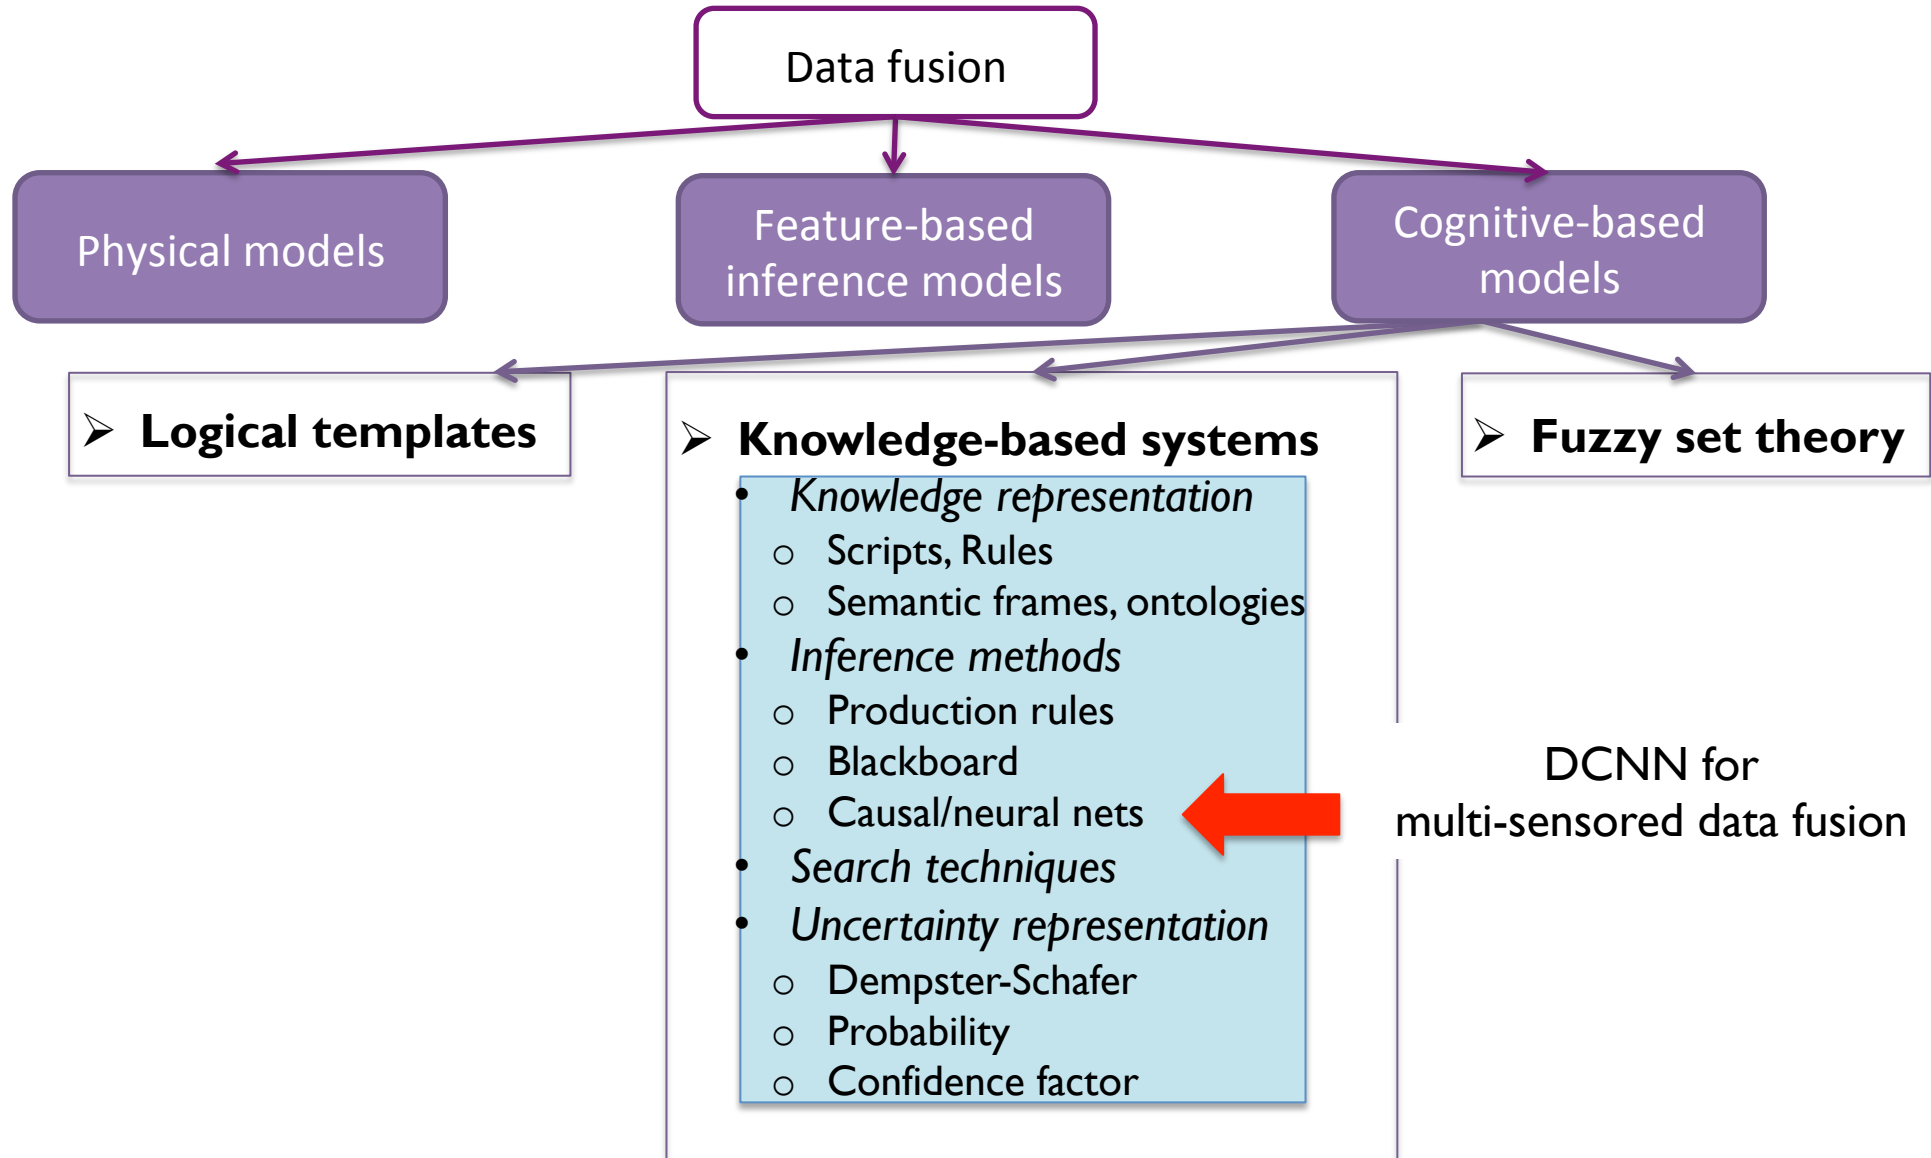 Data fusion
Physical models
Feature-based
inference models
Cognitive-based
models
➢ Logical templates
➢ Knowledge-based systems
• Knowledge representation
o Scripts, Rules
o Semantic frames, ontologies
• Inference methods
o Production rules
o Blackboard
o Causal/neural nets
• Search techniques
• Uncertainty representation
o Dempster-Schafer
o Probability
o Confidence factor
➢ Fuzzy set theory
DCNN for
multi-sensored data fusion